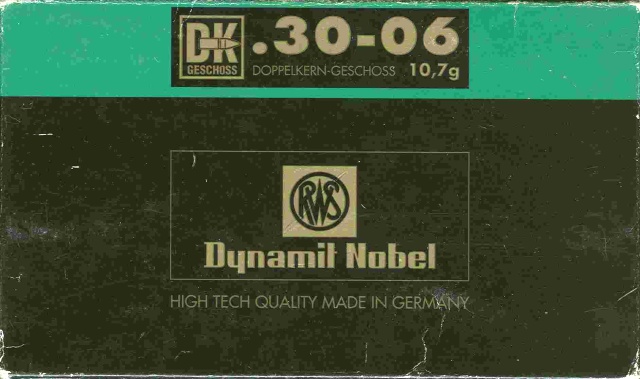 DK
GESCHOSS
.30-06
DOPPELKERN-GESCHOSS 10,7g
RWS
Dynamit Nobel
HIGH TECH QUALITY MADE IN GERMANY